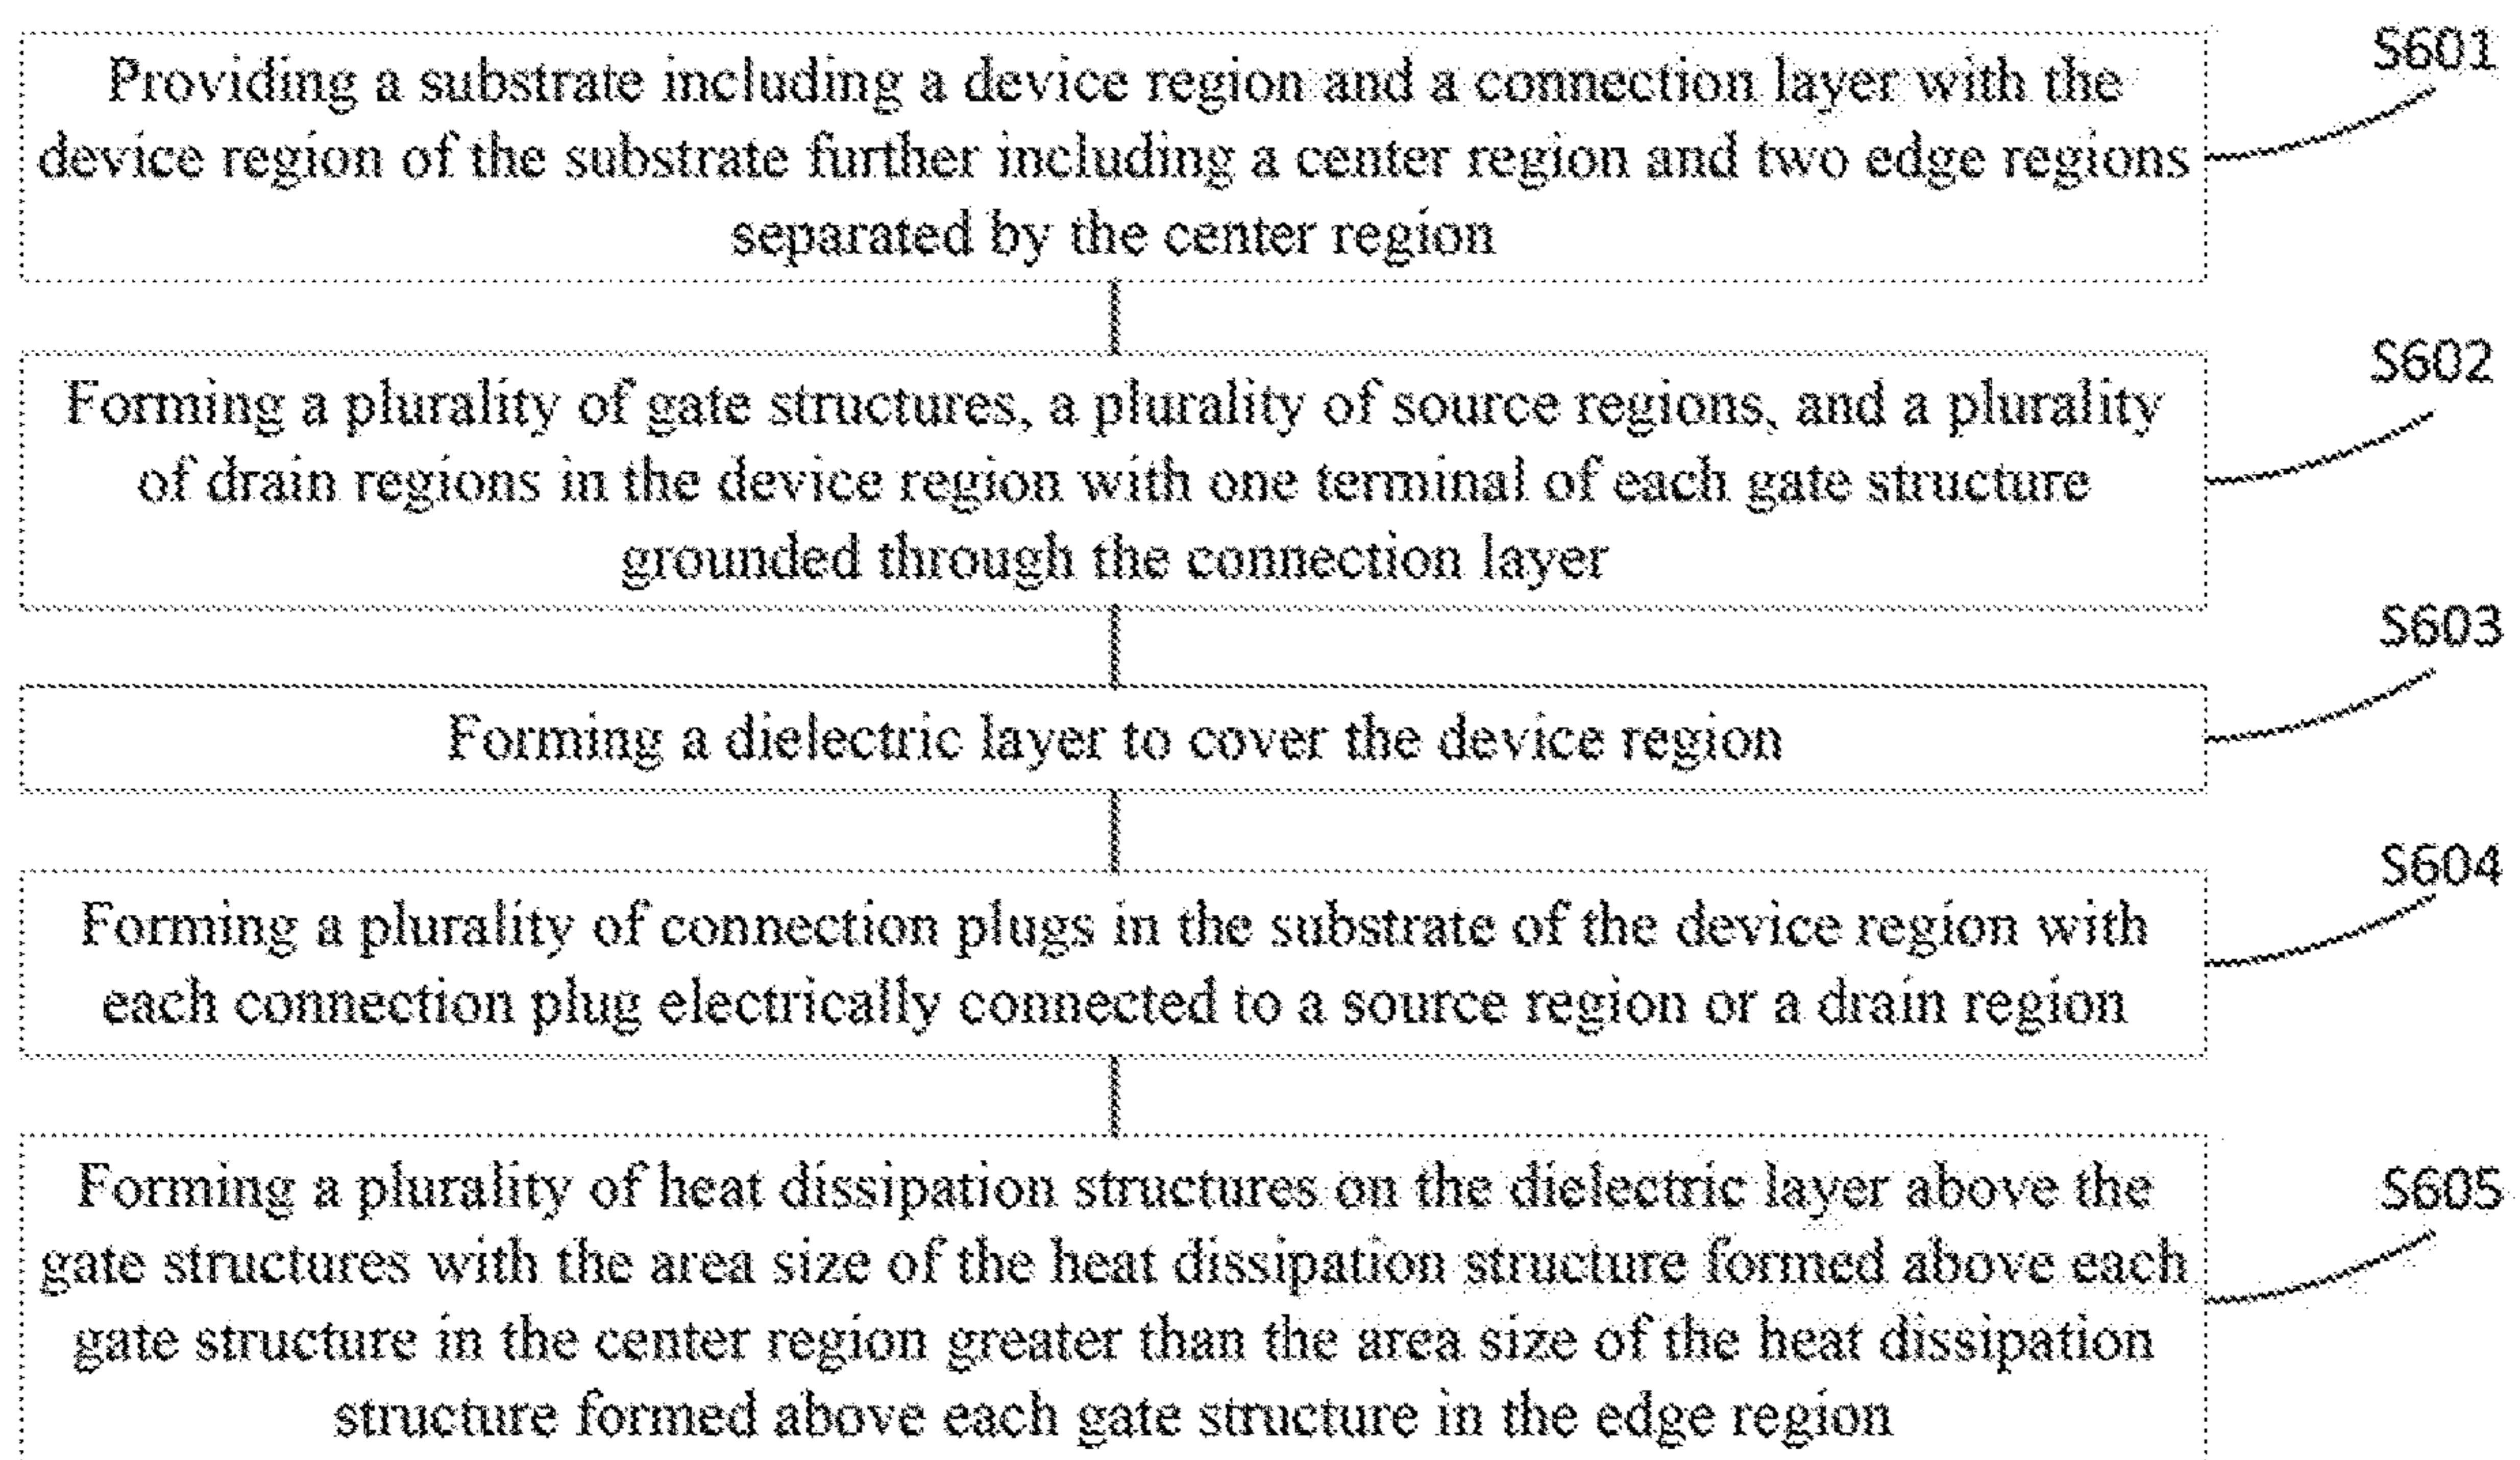 S601
Providing a substrate including a device region and a connection layer with the
device region of the substrate further including a center region and two edge regions
separated by the center region
S602
Forming a plurality of gate structures, a plurality of source regions, and a plurality
of drain regions in the device region with one terminal of each gate structure
grounded through the connection layer
S603
Forming a dielectric layer to cover the device region
S604
Forming a plurality of connection plugs in the substrate of the device region with
each connection plug electrically connected to a source region or a drain region
S605
Forming a plurality of heat dissipation structures on the dielectric layer above the
gate structures with the area size of the heat dissipation structure formed above each
gate structure in the center region greater than the area size of the heat dissipation
structure formed above each gate structure in the edge region